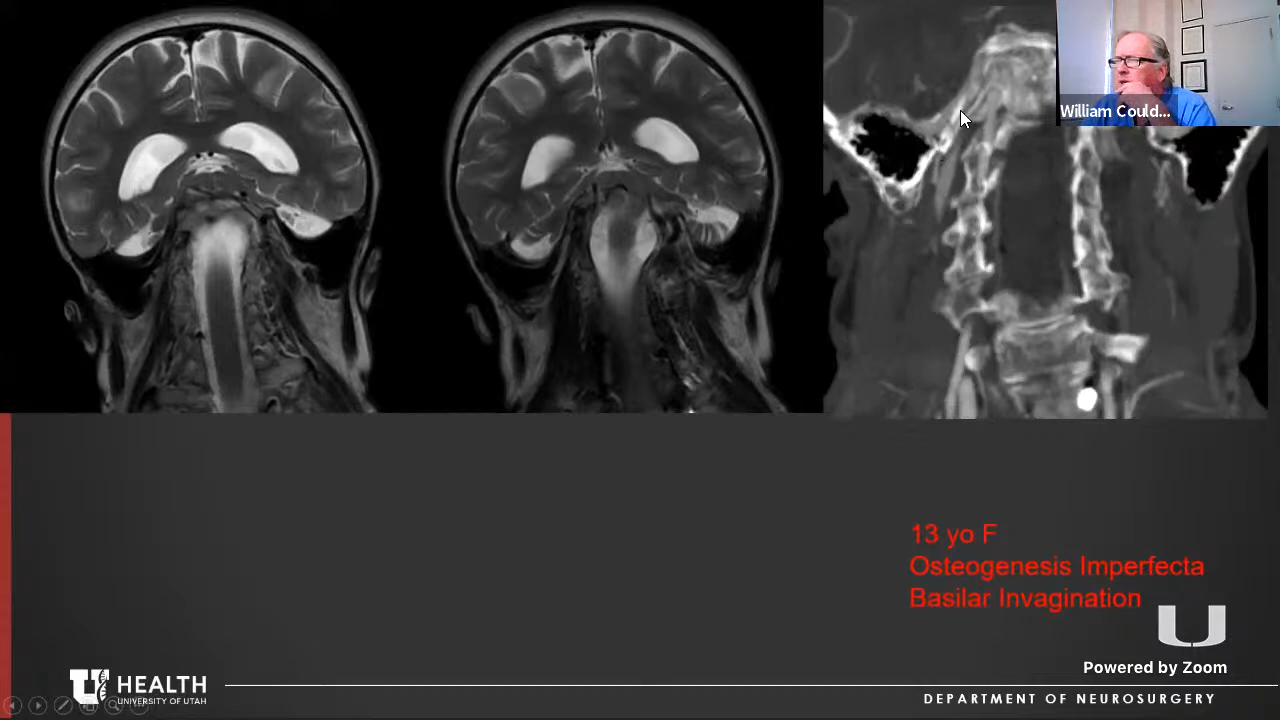 William Could...
13 yo F
Osteogenesis Imperfecta
Basilar Invagination
U
Powered by Zoom
U HEALTH
UNIVERSITY OF UTAH
DEPARTMENT OF NEUROSURGERY